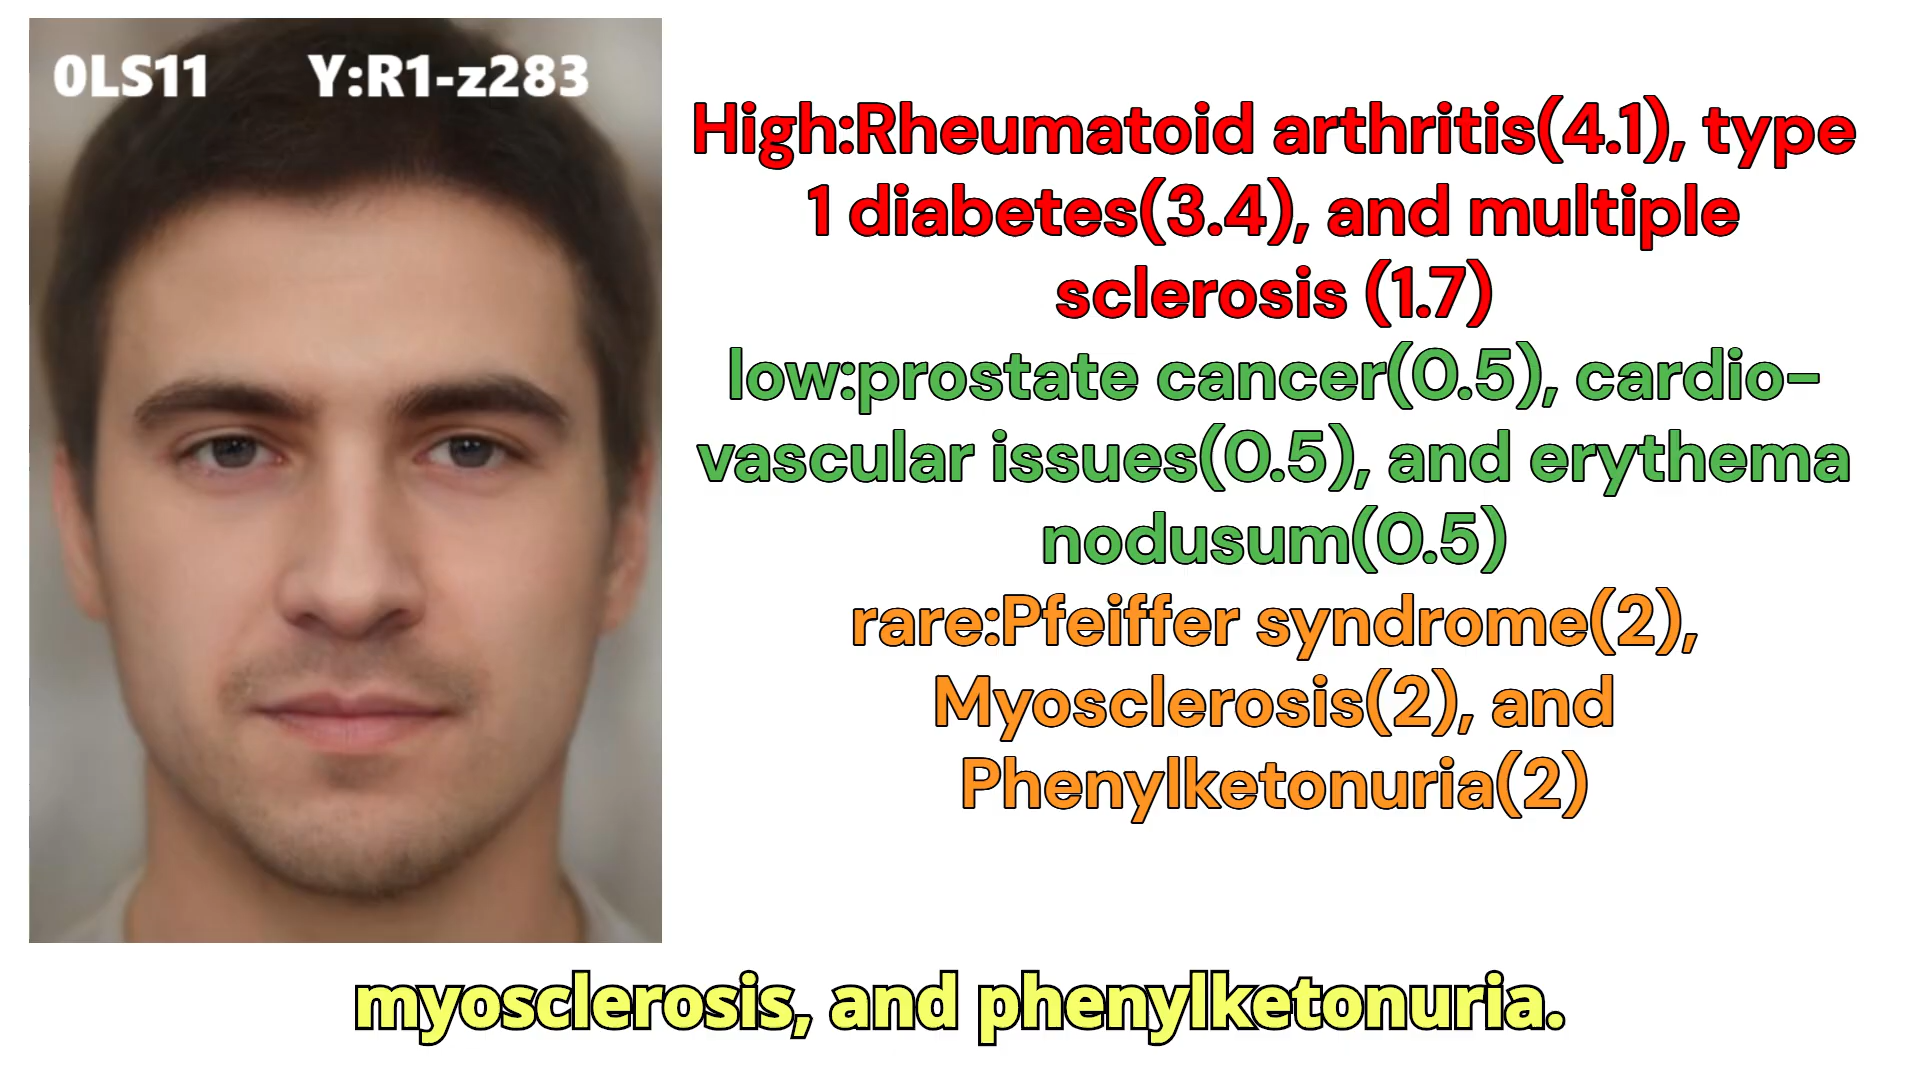 0LS11 Y:R1-z283
High:Rheumatoid arthritis(4.1), type
1 diabetes(3.4), and multiple
sclerosis (1.7)
low:prostate cancer(0.5), cardio-
vascular issues(0.5), and erythema
nodusum(0.5)
rare:Pfeiffer syndrome(2),
Myosclerosis(2), and
Phenylketonuria(2)
myosclerosis, and phenylketonuria.